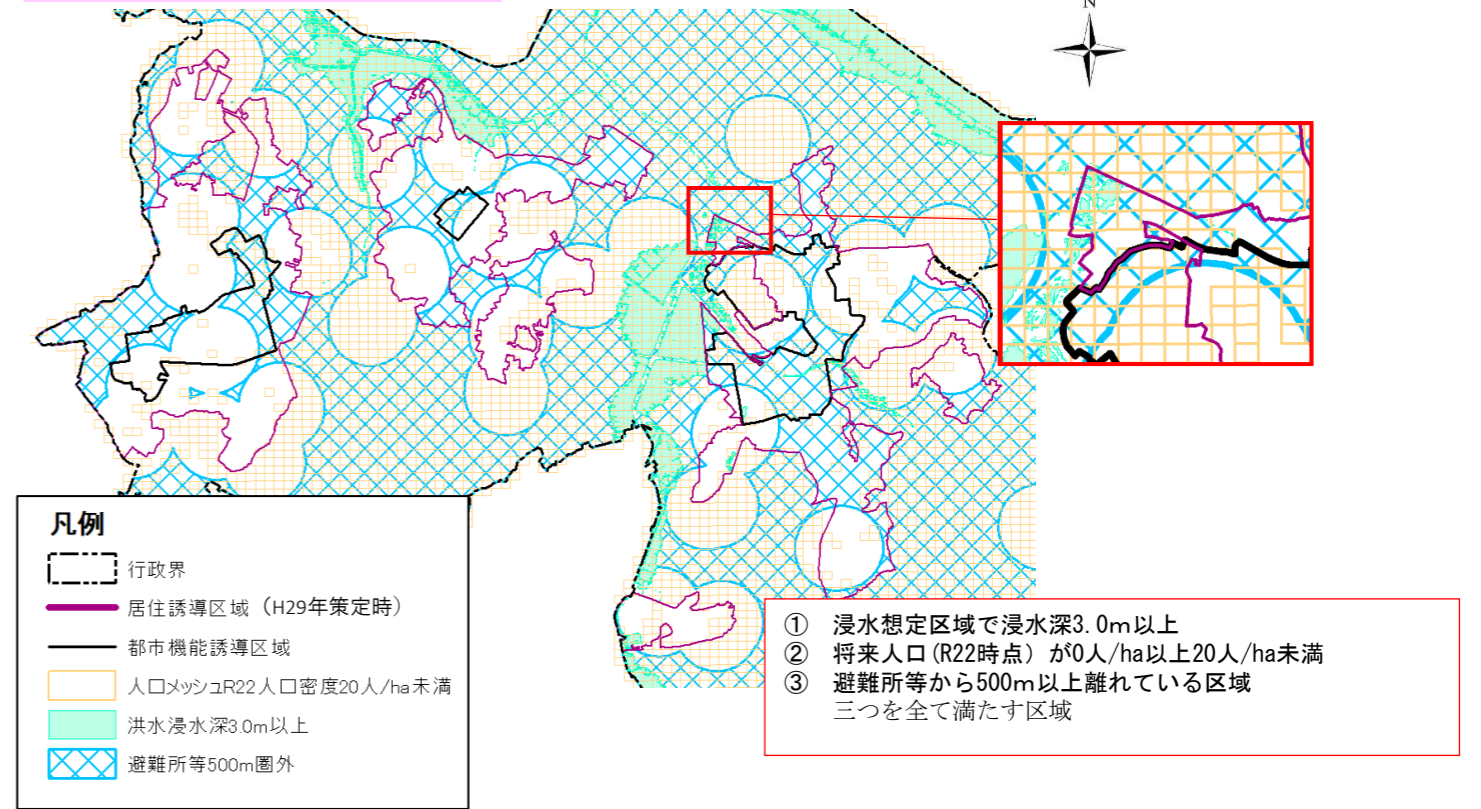 N
凡例
行政界
居住誘導区域（H29年策定時）
都市機能誘導区域
人口メッシュR22人口密度20人/ha未満
洪水浸水深3.0m以上
避難所等500m圏外
① 浸水想定区域で浸水深3.0m以上
② 将来人口(R22時点）が0人/ha以上20人/ha未満
③ 避難所等から500m以上離れている区域
三つを全て満たす区域